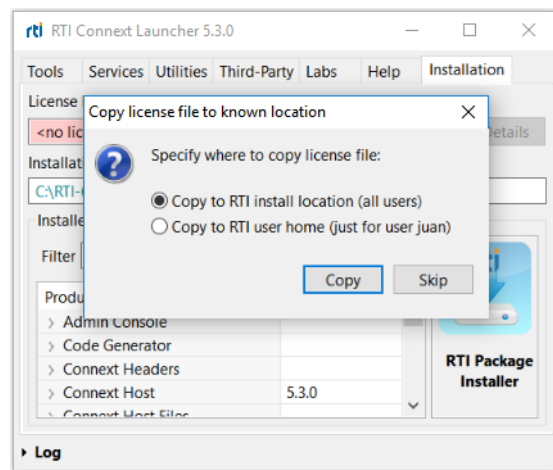 rti RTI Connext Launcher 5.3.0
Tools Services Utilities Third-Party Labs Help Installation
License
Copy license file to known location
<no lic
Details
Specify where to copy license file:
Installat
C:\RTI-
Copy to RTI install location (all users)
Installe
Copy to RTI user home (just for user juan)
Filter
Copy Skip
Produ
Admin Console
Code Generator
Connext Headers
Connext Host 5.3.0
Connext Host Files
RTI Package
Installer
Log